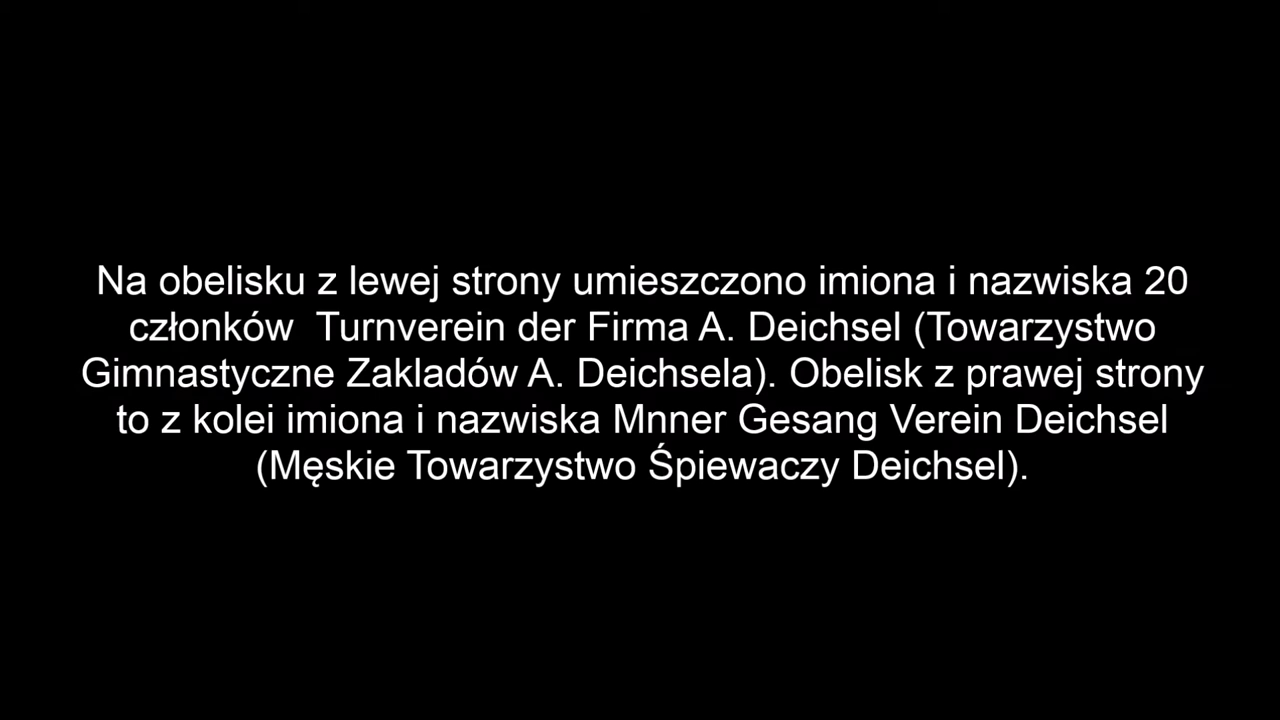 Na obelisku z lewej strony umieszczono imiona i nazwiska 20
członków  Turnverein der Firma A. Deichsel (Towarzystwo
Gimnastyczne Zakladów A. Deichsela). Obelisk z prawej strony
to z kolei imiona i nazwiska Mnner Gesang Verein Deichsel
(Męskie Towarzystwo Śpiewaczy Deichsel).